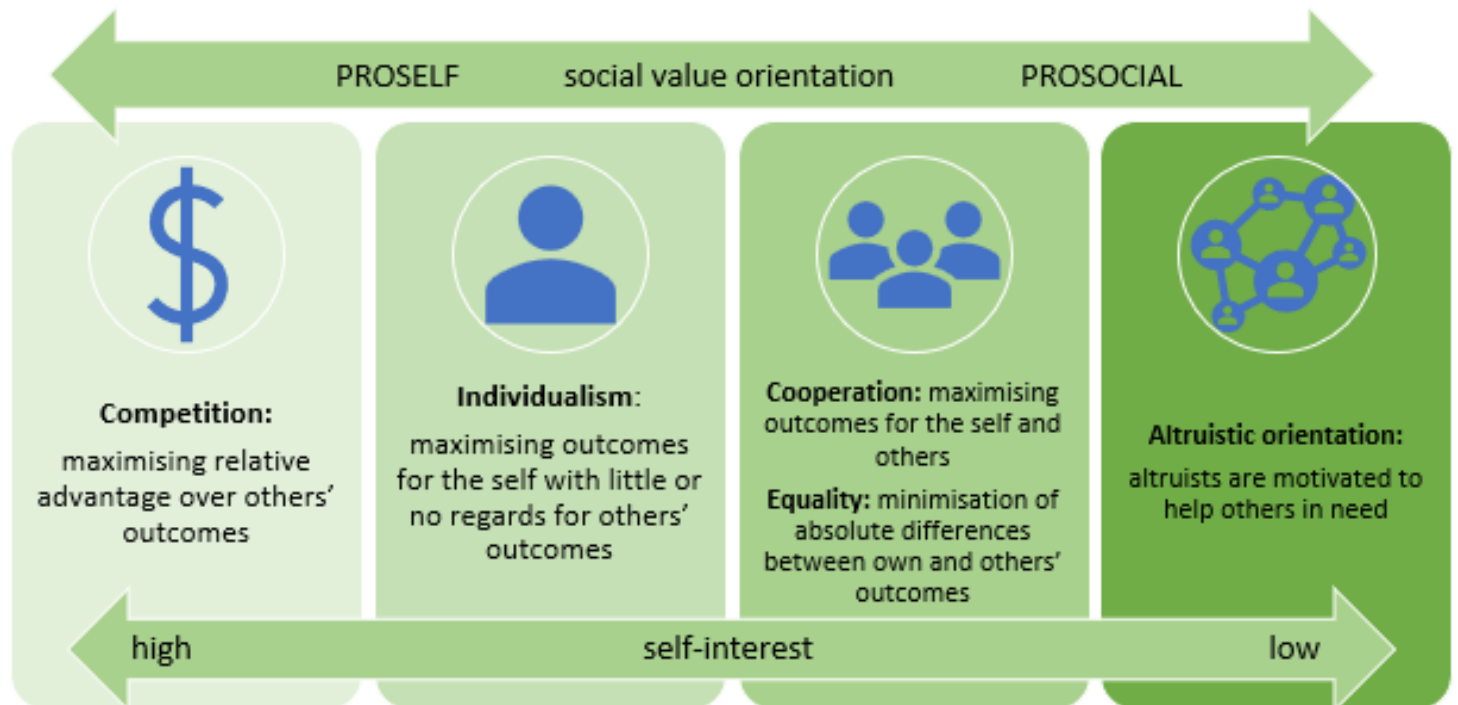 PROSELF social value orientation PROSOCIAL
Competition:
maximising relative
advantage over others’
outcomes
Individualism:
maximising outcomes
for the self with little or
no regards for others’
outcomes
Cooperation: maximising
outcomes for the self and
others
Equality: minimisation of
absolute differences
between own and others’
outcomes
Altruistic orientation:
altruists are motivated to
help others in need
high self-interest low